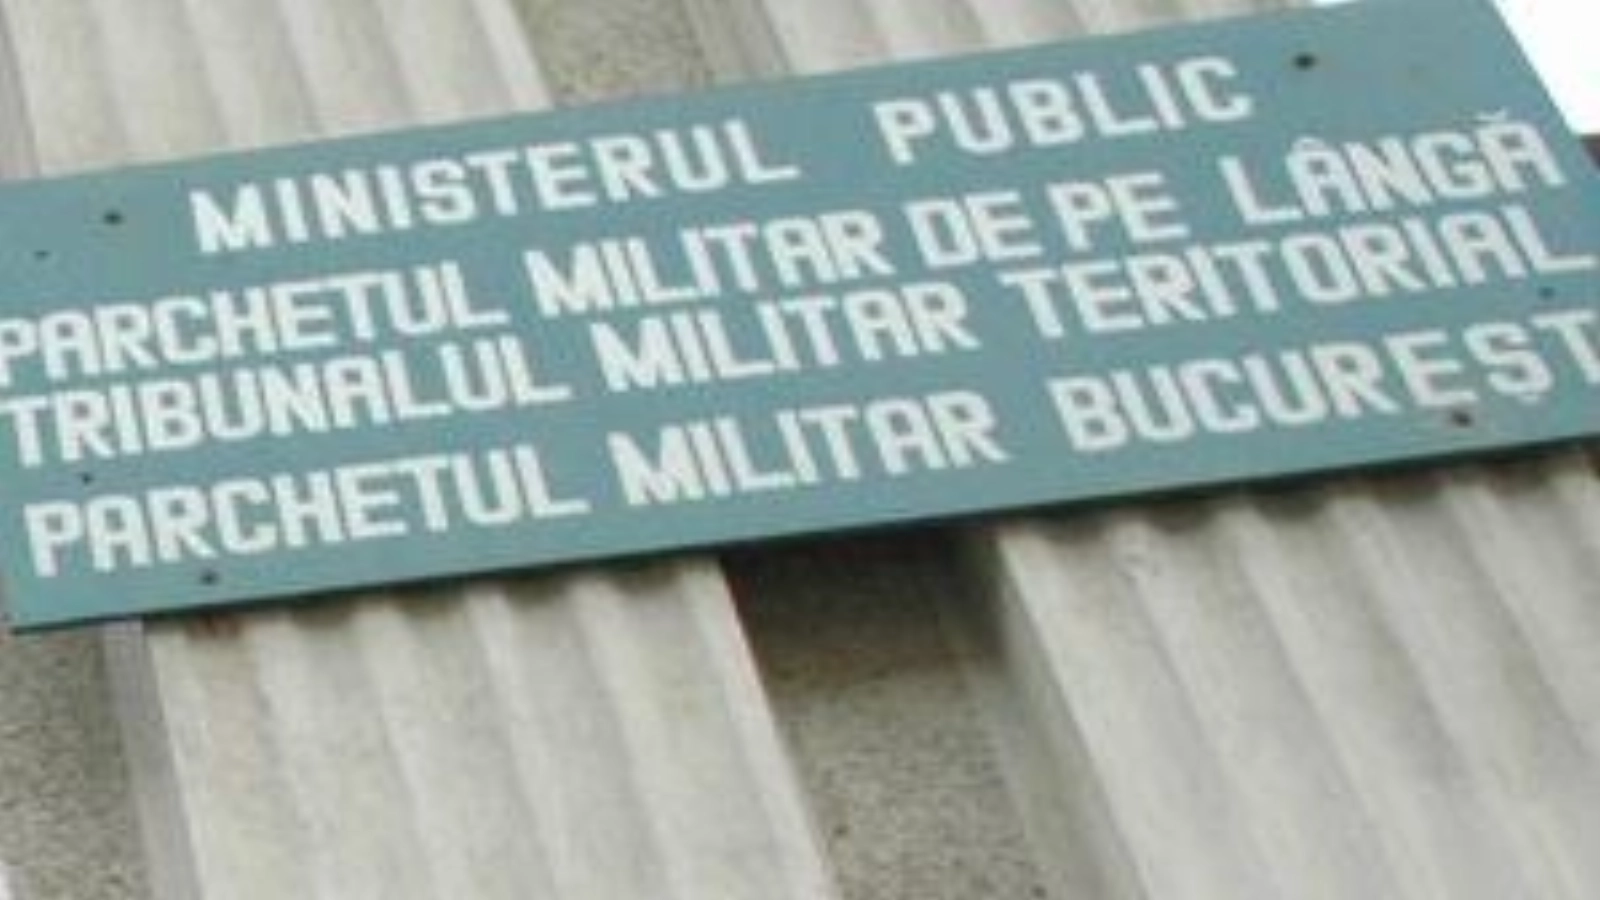 MINISTERUL PUBLIC
PARCHETUL MILITAR DE PE LÂNGĂ
TRIBUNALUL MILITAR TERITORIAL
PARCHETUL MILITAR BUCUREȘT